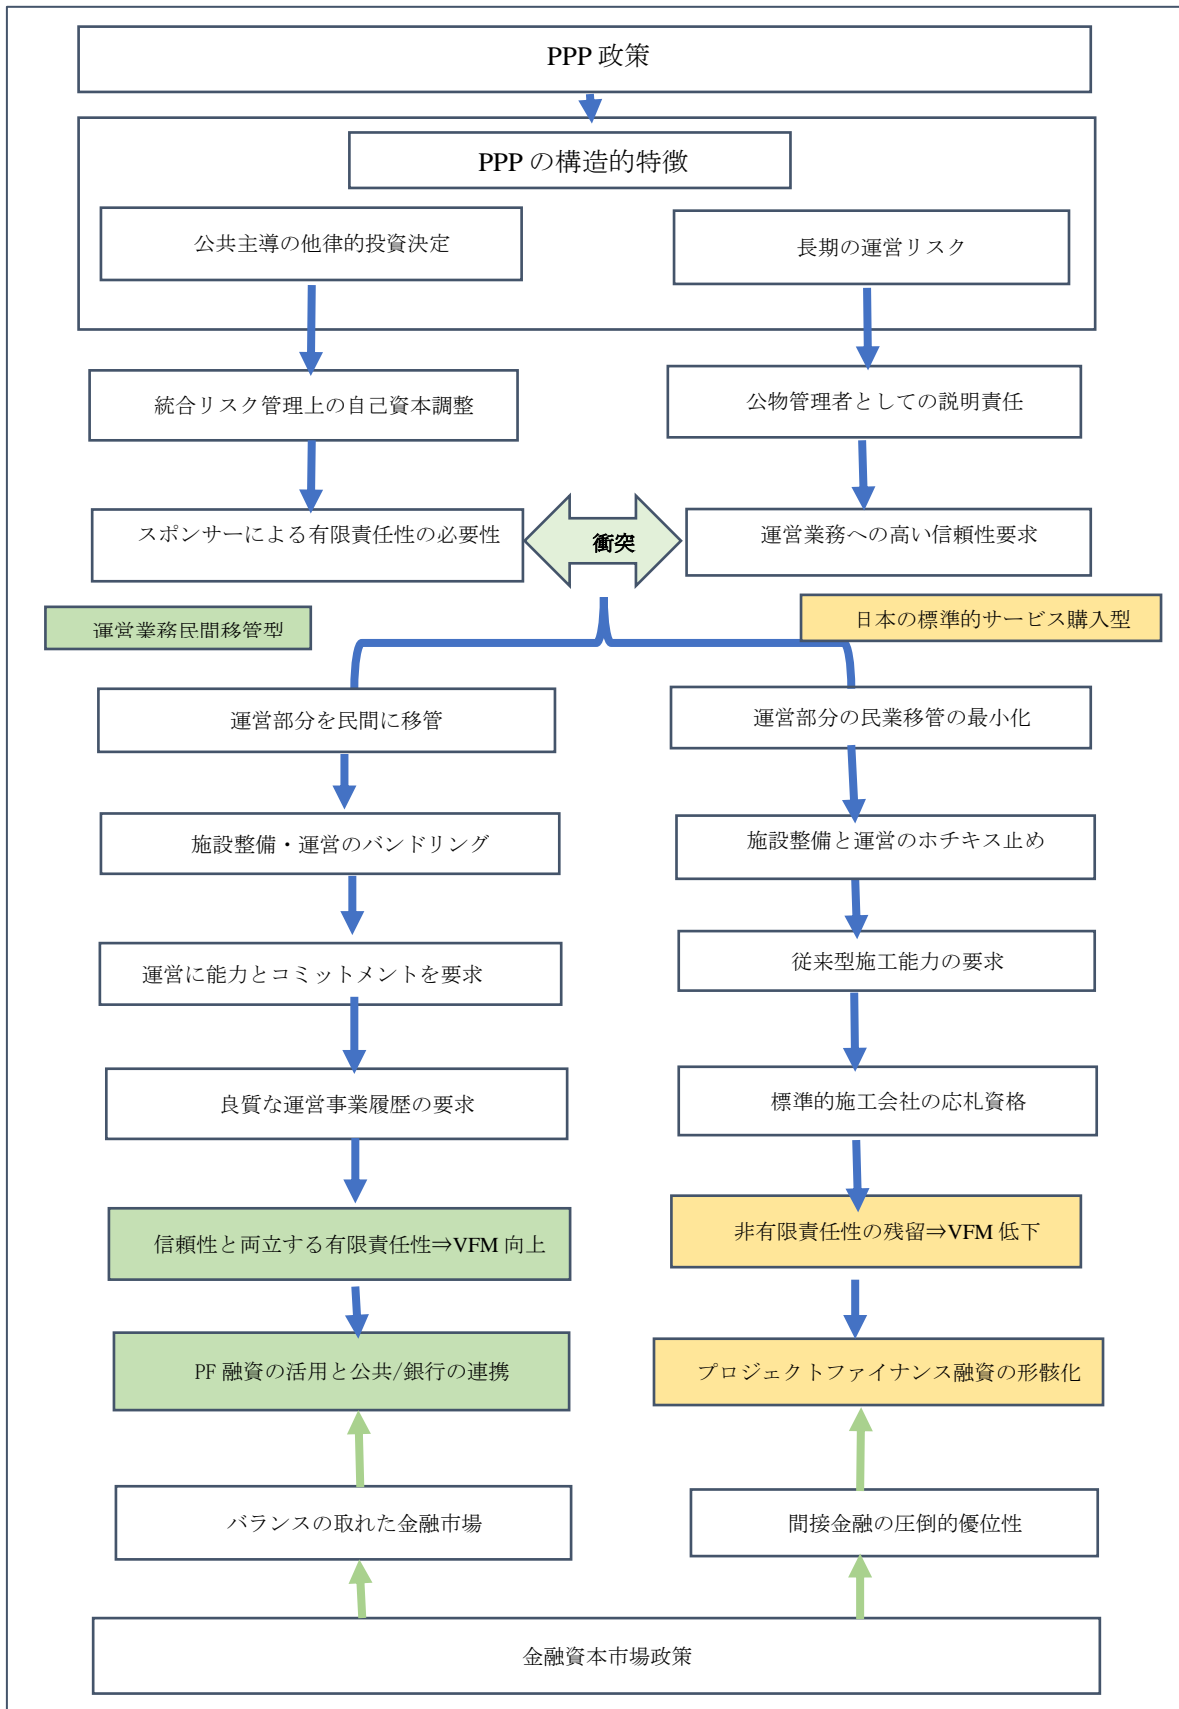 PPP 政策
PPP の構造的特徴
公共主導の他律的投資決定
長期の運営リスク
統合リスク管理上の自己資本調整
公物管理者としての説明責任
スポンサーによる有限責任性の必要性
衝突
運営業務への高い信頼性要求
運営業務民間移管型
日本の標準的サービス購入型
運営部分を民間に移管
運営部分の民業移管の最小化
施設整備・運営のバンドリング
施設整備と運営のホチキス止め
運営に能力とコミットメントを要求
従来型施工能力の要求
良質な運営事業履歴の要求
標準的施工会社の応札資格
信頼性と両立する有限責任性⇒VFM 向上
非有限責任性の残留⇒VFM 低下
PF 融資の活用と公共/銀行の連携
プロジェクトファイナンス融資の形骸化
バランスの取れた金融市場
間接金融の圧倒的優位性
金融資本市場政策